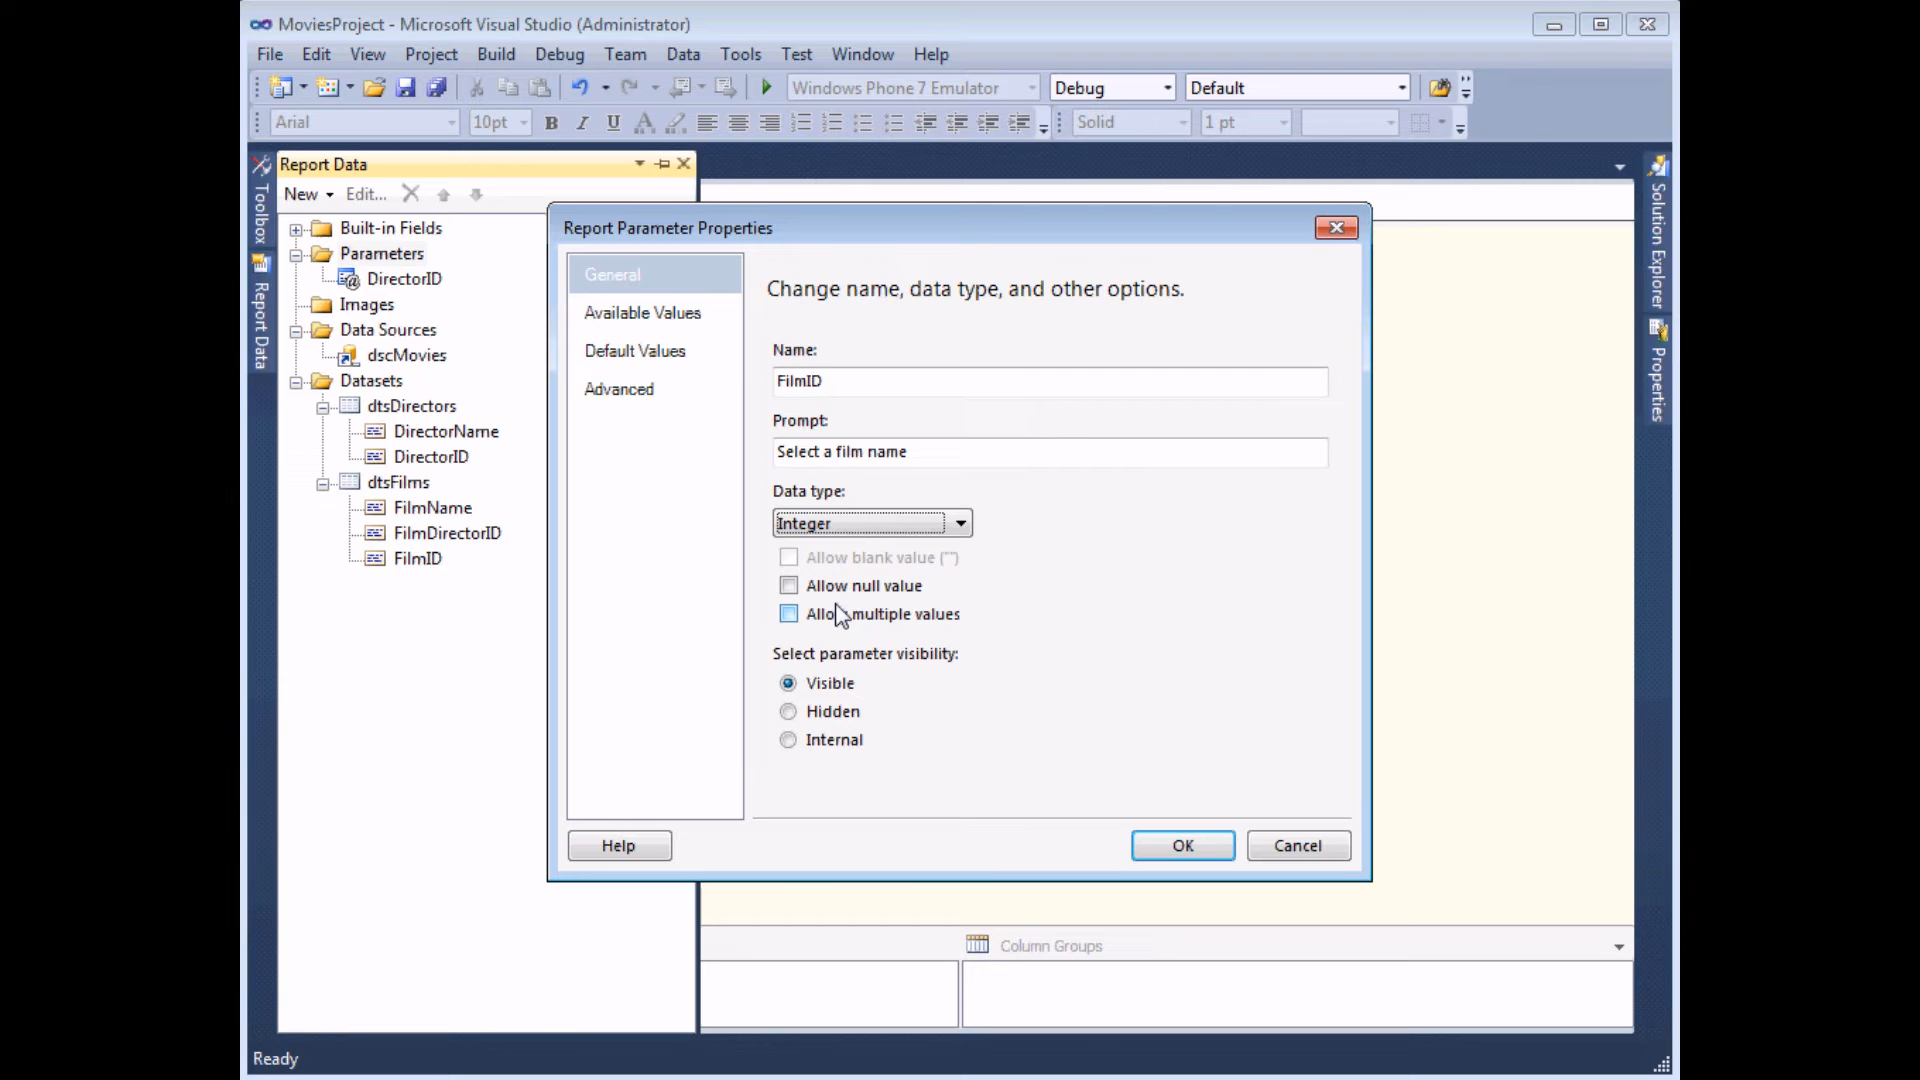 MoviesProject - Microsoft Visual Studio (Administrator)
File Edit View Project Build Debug Team Data Tools Test Window Help
Windows Phone 7 Emulator Debug Default
Arial 10pt B I U A Solid 1 pt
Report Data
New Edit...
Toolbox
Report Data
Built-in Fields
Parameters
DirectorID
Images
Data Sources
dscMovies
Datasets
dtsDirectors
DirectorName
DirectorID
dtsFilms
FilmName
FilmDirectorID
FilmID
Report Parameter Properties
General
Available Values
Default Values
Advanced
Change name, data type, and other options.
Name:
FilmID
Prompt:
Select a film name
Data type:
Integer
Allow blank value ("")
Allow null value
Allow multiple values
Select parameter visibility:
Visible
Hidden
Internal
Help OK Cancel
Solution Explorer
Properties
Column Groups
Ready